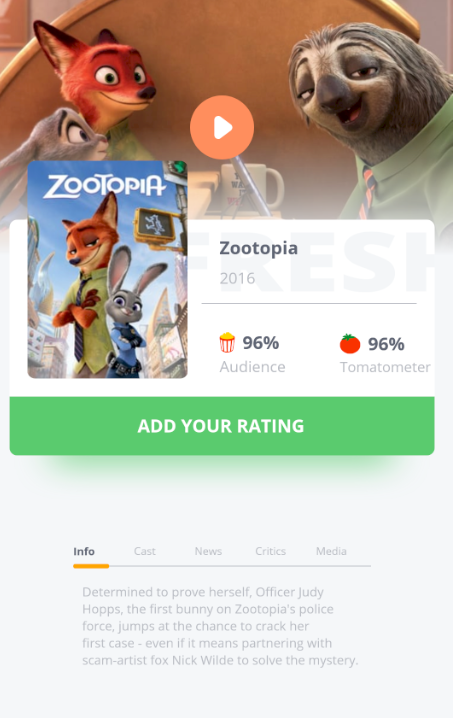 ZOOTOPIA
FRESH
Zootopia
2016
96%
Audience
96%
Tomatometer
ADD YOUR RATING
Info
Cast
News
Critics
Media
Determined to prove herself, Officer Judy
Hopps, the first bunny on Zootopia's police
force, jumps at the chance to crack her
first case - even if it means partnering with
scam-artist fox Nick Wilde to solve the mystery.